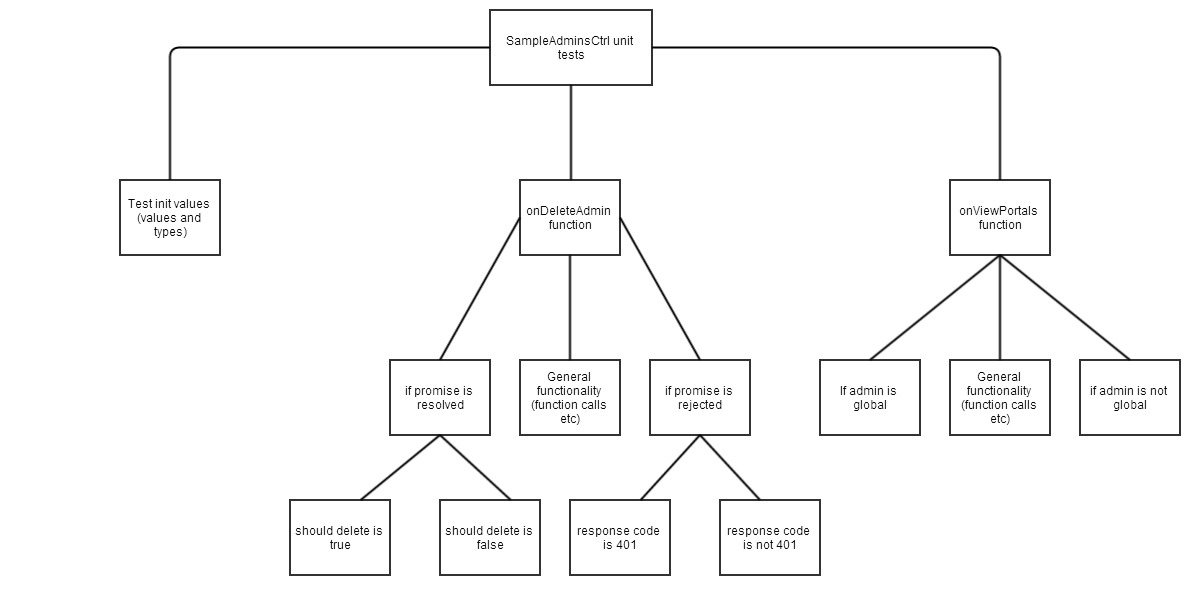 SampleAdminsCtrl unit
tests
Test init values
(values and
types)
onDeleteAdmin
function
onViewPortals
function
if promise is
resolved
General
functionality
(function calls
etc)
if promise is
rejected
If admin is
global
General
functionality
(function calls
etc)
if admin is not
global
should delete is
true
should delete is
false
response code
is 401
response code
is not 401